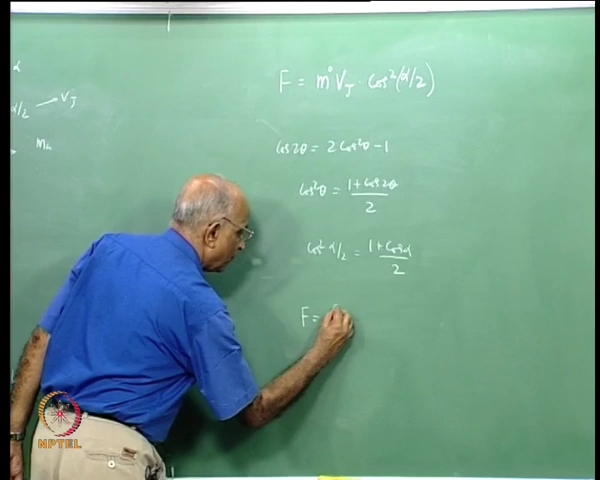 α
α/2 → V_J
ṁ
F = ṁ V_J · Cos²(α/2)
Cos 2θ = 2 Cos²θ - 1
Cos²θ = (1 + Cos 2θ)/2
Cos² α/2 = (1 + Cos α)/2
F =
NPTEL